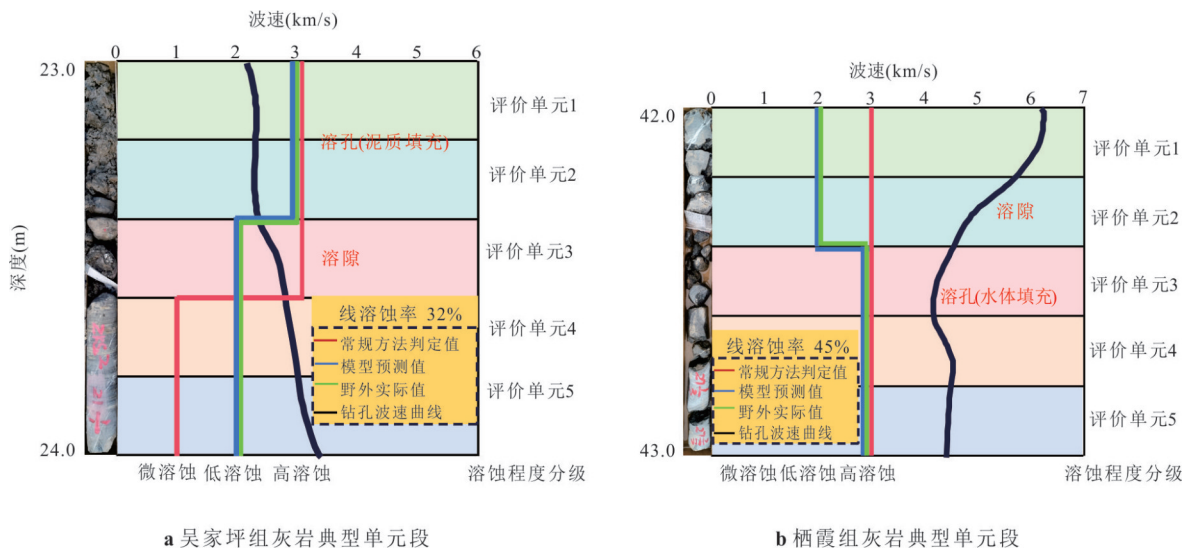 波速(km/s)
0 1 2 3 4 5 6
23.0
评价单元1
溶孔(泥质填充)
评价单元2
评价单元3
溶隙
深度(m)
线溶蚀率 32%
评价单元4
常规方法判定值
模型预测值
野外实际值
评价单元5
钻孔波速曲线
24.0
微溶蚀 低溶蚀 高溶蚀 溶蚀程度分级
a 吴家坪组灰岩典型单元段
波速(km/s)
0 1 2 3 4 5 6 7
42.0
评价单元1
溶隙
评价单元2
评价单元3
溶孔(水体填充)
线溶蚀率 45%
评价单元4
常规方法判定值
模型预测值
野外实际值
评价单元5
钻孔波速曲线
43.0
微溶蚀 低溶蚀 高溶蚀 溶蚀程度分级
b 栖霞组灰岩典型单元段